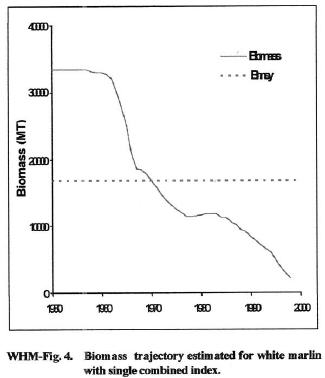 4000
Biomass
Bmsy
3000
Biomass (MT)
2000
1000
0
1950 1960 1970 1980 1990 2000
WHM-Fig. 4. Biomass trajectory estimated for white marlin
with single combined index.